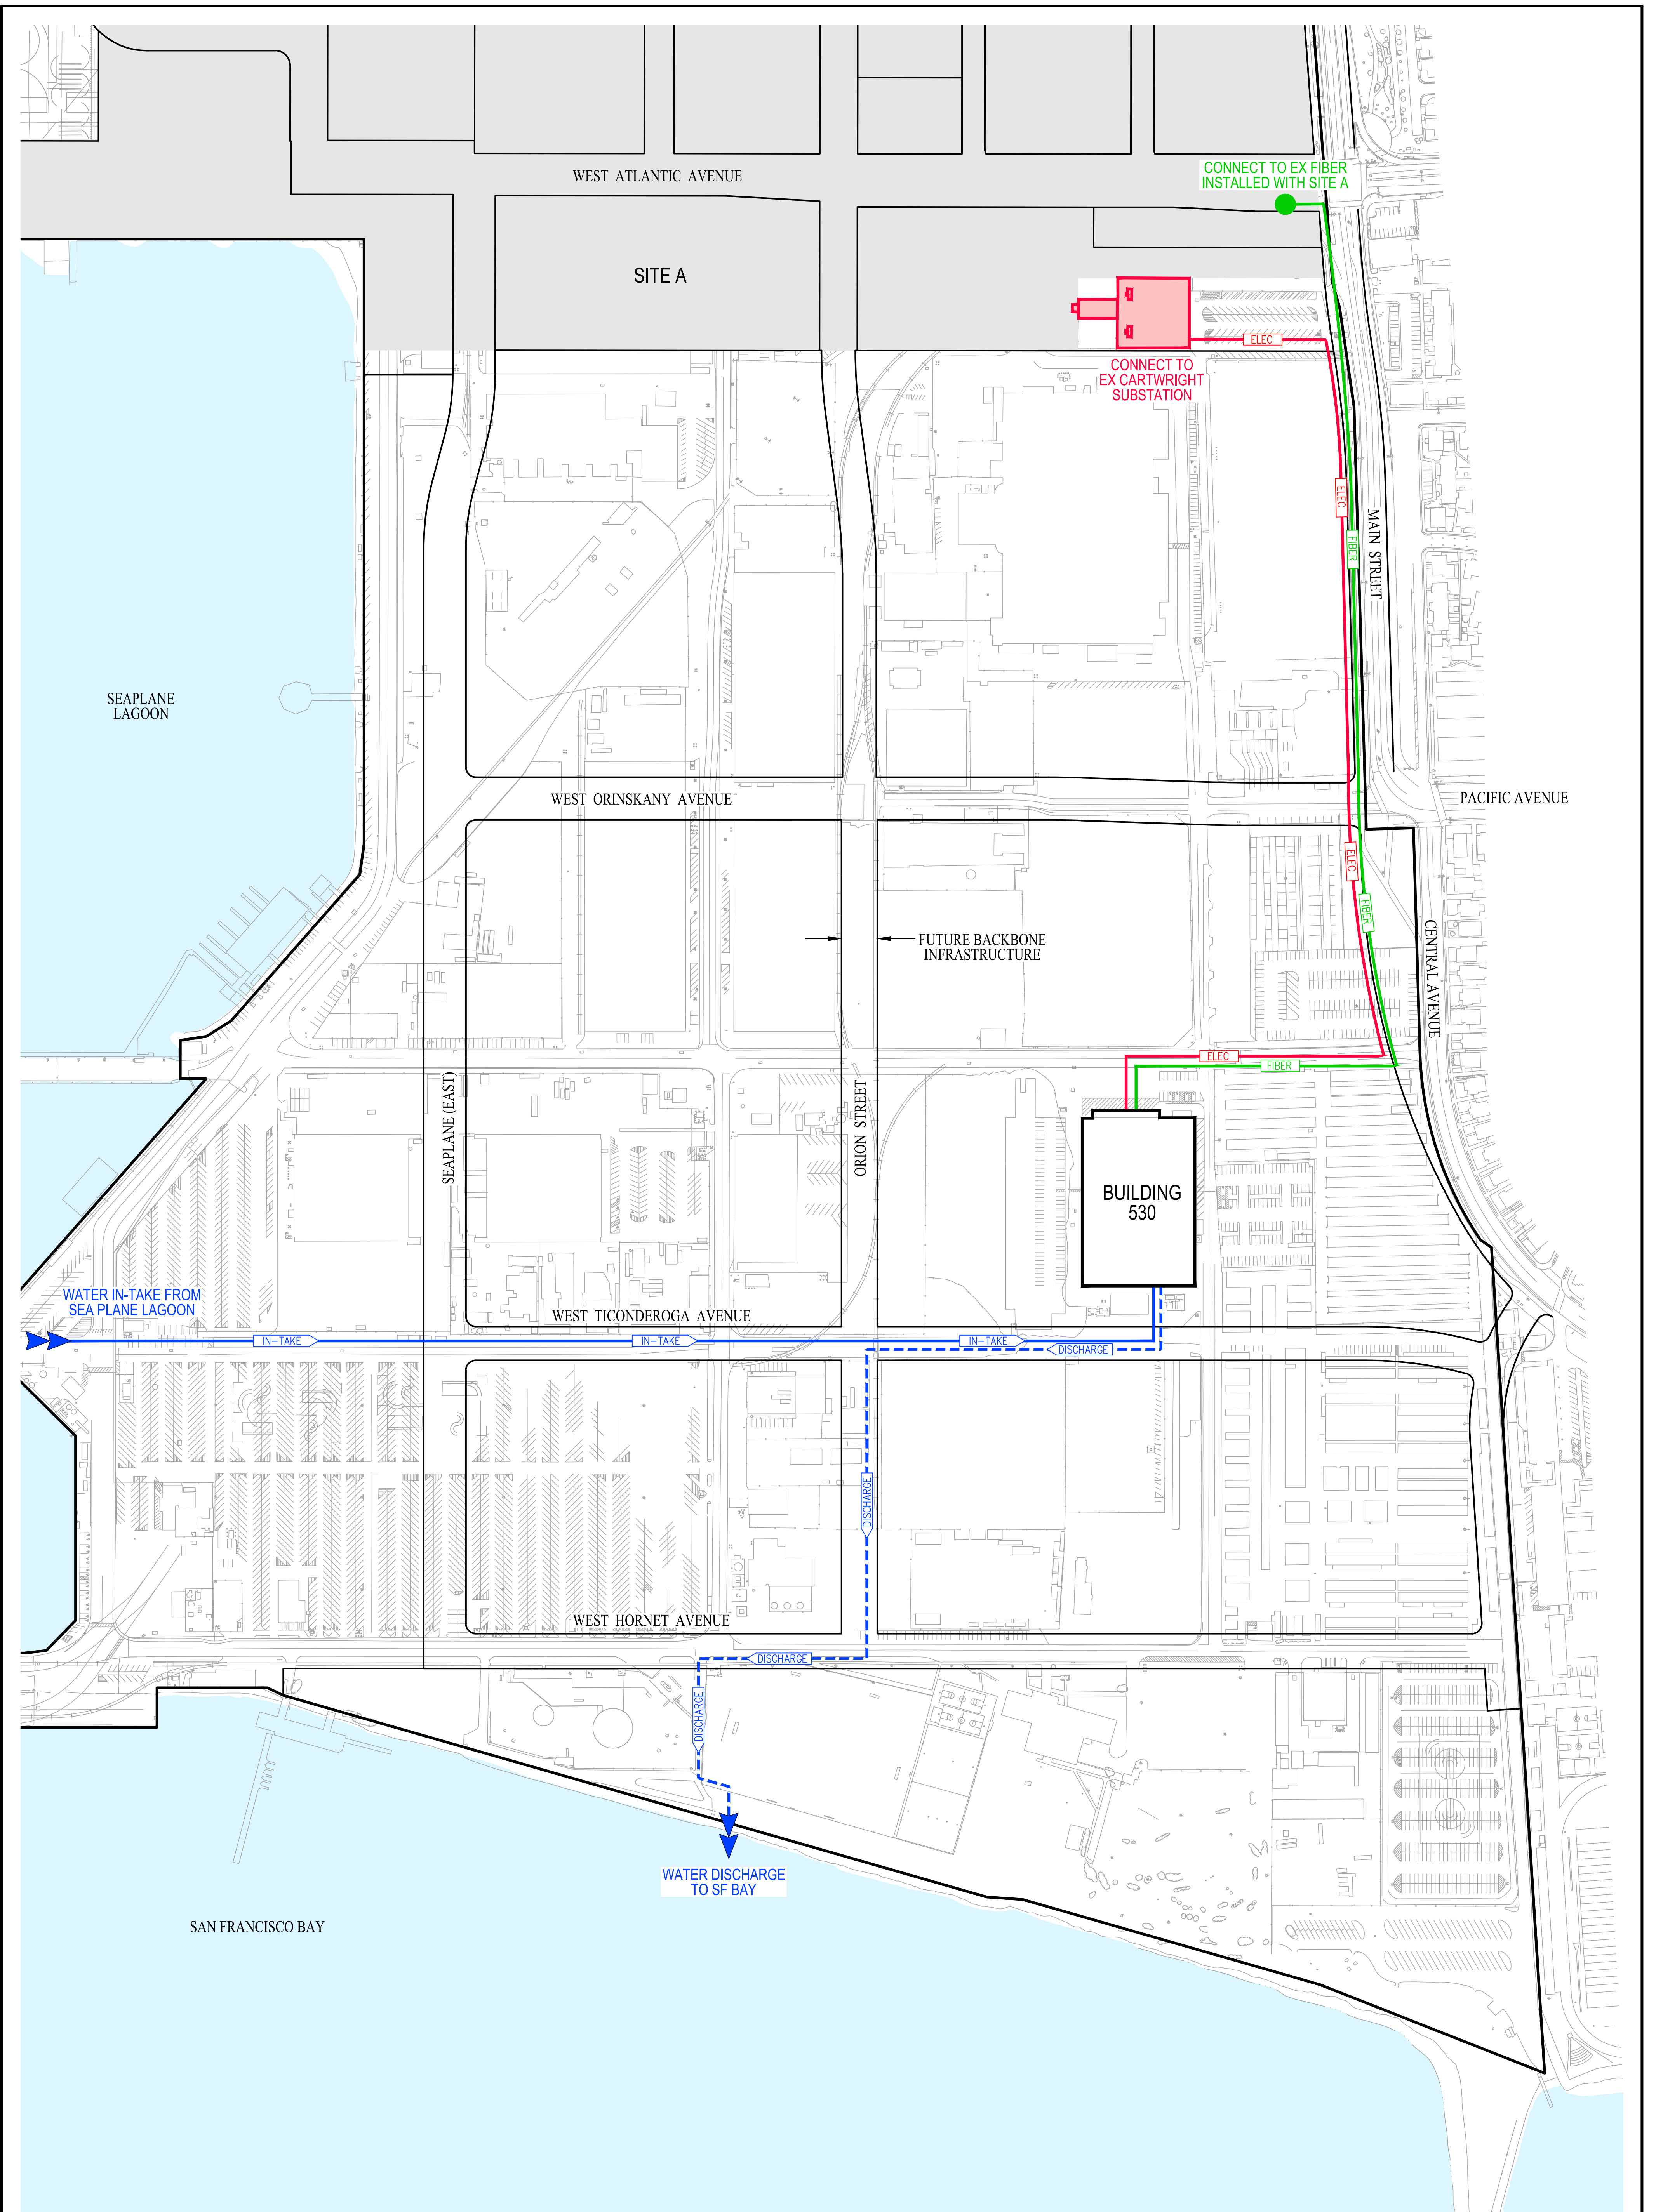 CONNECT TO EX FIBER
INSTALLED WITH SITE A
WEST ATLANTIC AVENUE
SITE A
ELEC
CONNECT TO
EX CARTWRIGHT
SUBSTATION
ELEC
FIBER
MAIN STREET
SEAPLANE
LAGOON
WEST ORINSKANY AVENUE
PACIFIC AVENUE
ELEC
FIBER
FUTURE BACKBONE
INFRASTRUCTURE
CENTRAL AVENUE
ELEC
FIBER
SEAPLANE (EAST)
ORION STREET
BUILDING
530
WATER IN-TAKE FROM
SEA PLANE LAGOON
WEST TICONDEROGA AVENUE
IN-TAKE
IN-TAKE
IN-TAKE
DISCHARGE
DISCHARGE
WEST HORNET AVENUE
DISCHARGE
DISCHARGE
WATER DISCHARGE
TO SF BAY
SAN FRANCISCO BAY